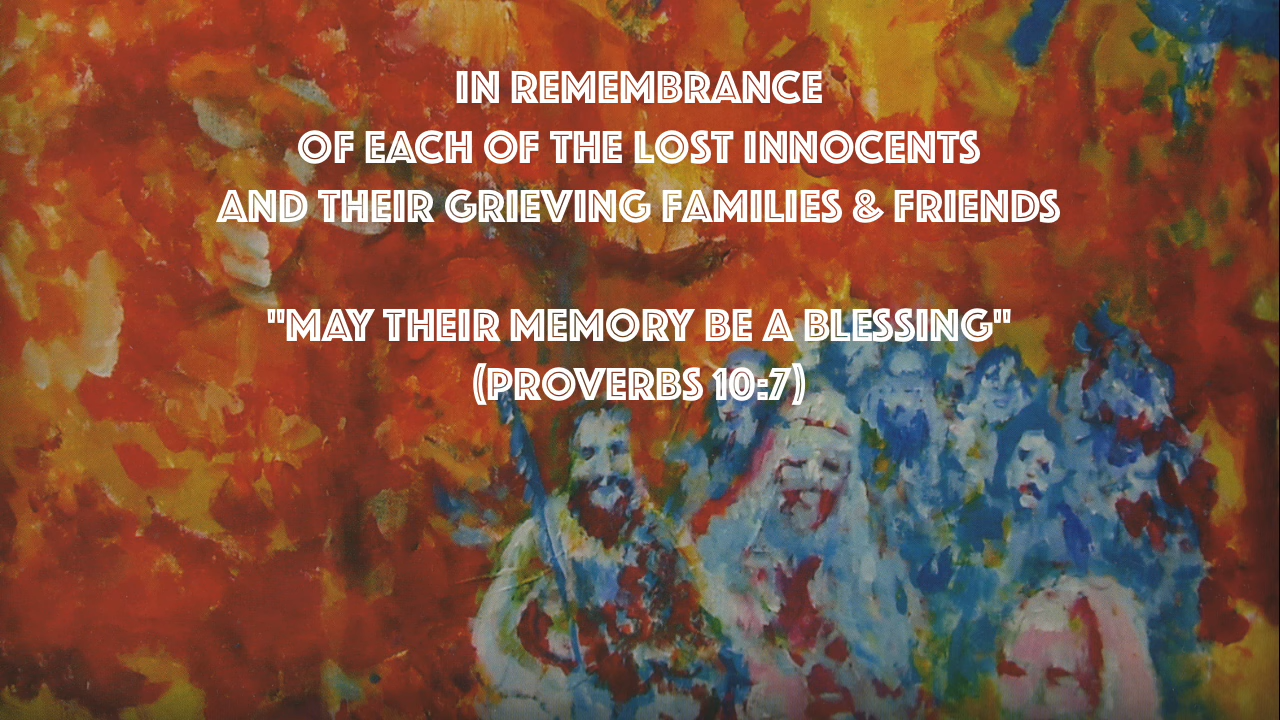 IN REMEMBRANCE
OF EACH OF THE LOST INNOCENTS
AND THEIR GRIEVING FAMILIES & FRIENDS
"MAY THEIR MEMORY BE A BLESSING"
(PROVERBS 10:7)